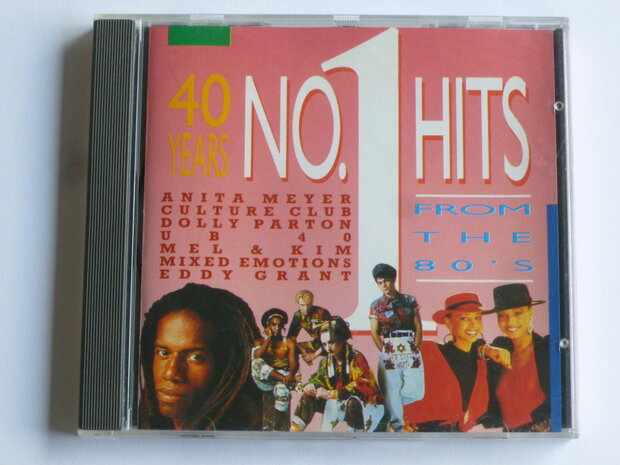 40
YEARS
NO.1 HITS
ANITA MEYER
CULTURE CLUB
DOLLY PARTON
UB40
MEL & KIM
MIXED EMOTIONS
EDDY GRANT
FROM
THE
80'S